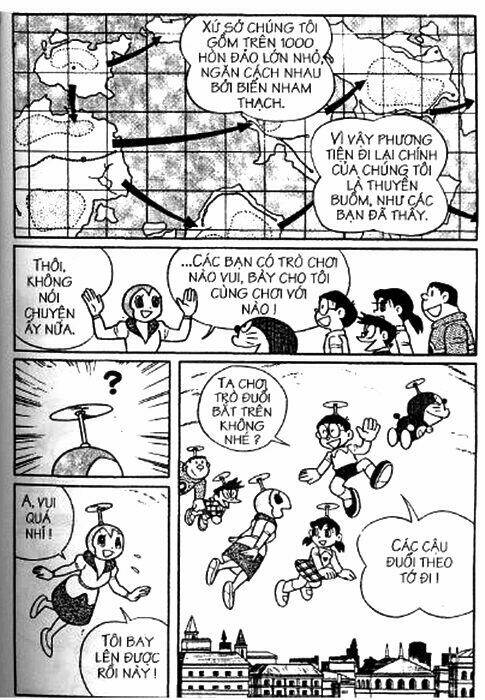 XỨ SỞ CHÚNG TÔI
GỒM TRÊN 1000
HÒN ĐẢO LỚN NHỎ,
NGĂN CÁCH NHAU
BỞI BIỂN NHAM
THẠCH.
VÌ VẬY PHƯƠNG
TIỆN ĐI LẠI CHÍNH
CỦA CHÚNG TÔI
LÀ THUYỀN
BUỒM, NHƯ CÁC
BẠN ĐÃ THẤY.
THÔI,
KHÔNG
NÓI
CHUYỆN
ẤY NỮA.
...CÁC BẠN CÓ TRÒ CHƠI
NÀO VUI, BÀY CHO TÔI
CÙNG CHƠI VỚI
NÀO !
?
TA CHƠI
TRÒ ĐUỔI
BẮT TRÊN
KHÔNG
NHÉ ?
CÁC CẬU
ĐUỔI THEO
TỚ ĐI !
A, VUI
QUÁ
NHỈ !
TÔI BAY
LÊN ĐƯỢC
RỒI NÀY !